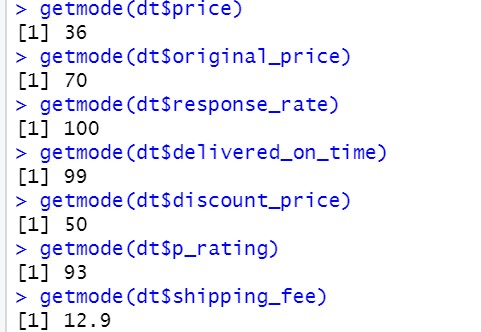 > getmode(dt$price)
[1] 36
> getmode(dt$original_price)
[1] 70
> getmode(dt$response_rate)
[1] 100
> getmode(dt$delivered_on_time)
[1] 99
> getmode(dt$discount_price)
[1] 50
> getmode(dt$p_rating)
[1] 93
> getmode(dt$shipping_fee)
[1] 12.9